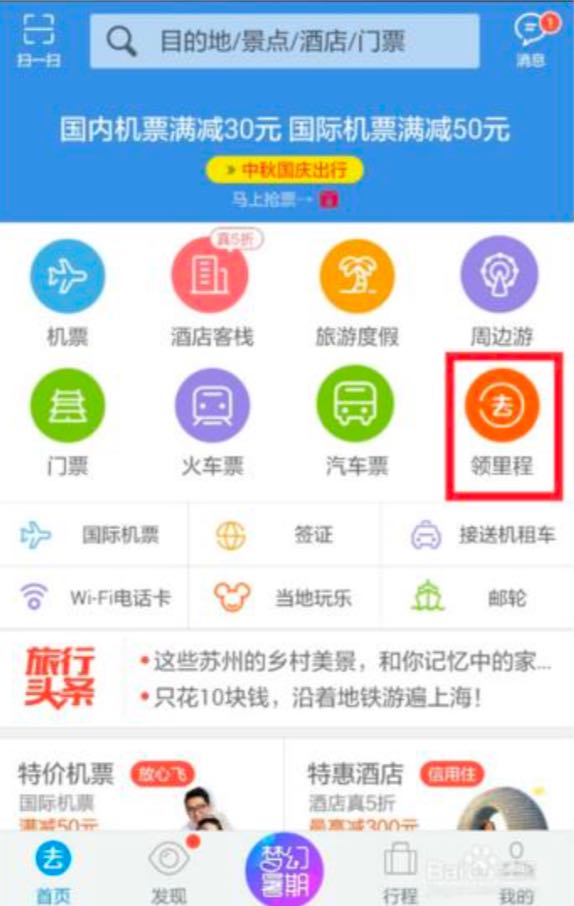 扫一扫
目的地/景点/酒店/门票
1
消息
国内机票满减30元 国际机票满减50元
» 中秋国庆出行
马上抢票→
真5折
机票
酒店客栈
旅游度假
周边游
去
门票
火车票
汽车票
领里程
国际机票
签证
接送机租车
Wi-Fi电话卡
当地玩乐
邮轮
旅行
头条
•这些苏州的乡村美景，和你记忆中的家...
•只花10块钱，沿着地铁游遍上海！
特价机票 放心飞
国际机票
满减50元
特惠酒店 信用住
酒店真5折
最高减300元
去
梦幻
暑期
首页
发现
行程
我的